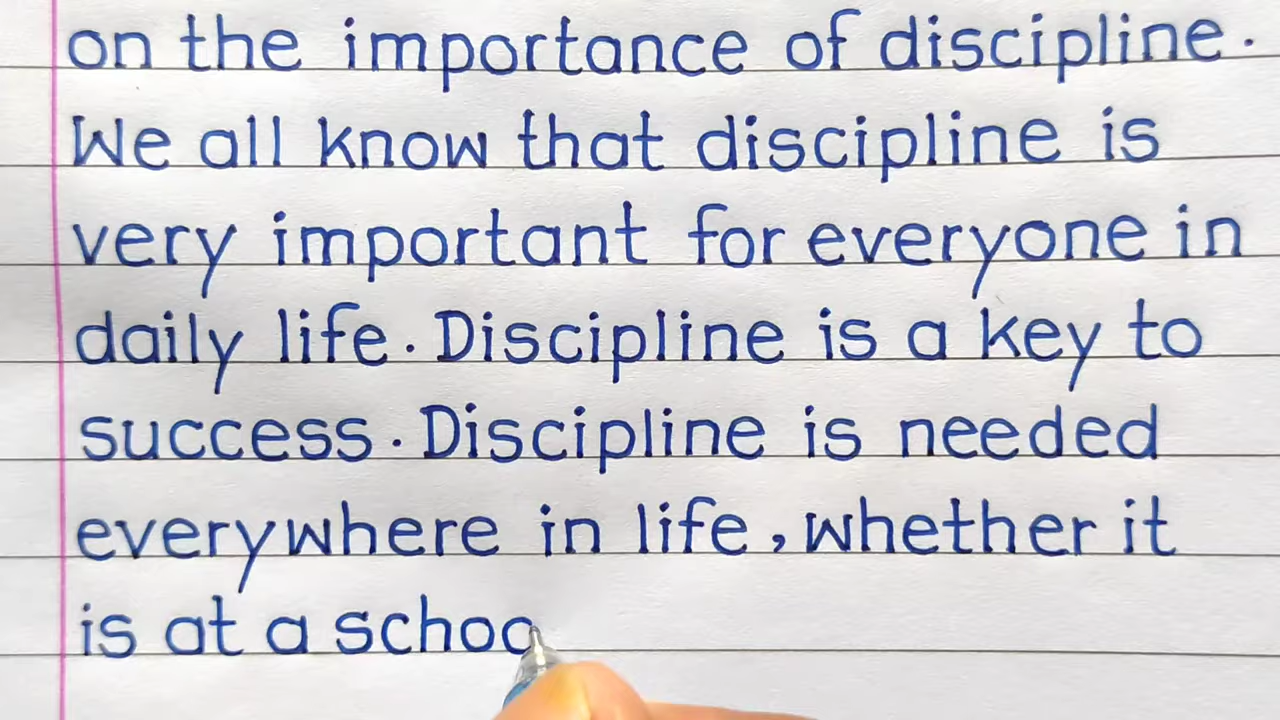 on the importance of discipline.
We all know that discipline is
very important for everyone in
daily life. Discipline is a key to
success. Discipline is needed
everywhere in life, whether it
is at a schoo